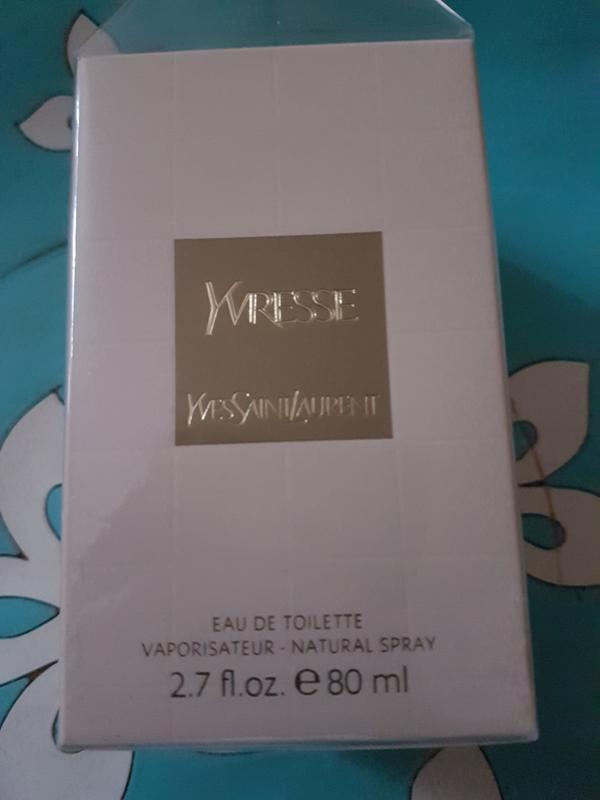 YVRESSE
YVESSAINTLAURENT
EAU DE TOILETTE
VAPORISATEUR - NATURAL SPRAY
2.7 fl.oz. ℮ 80 ml